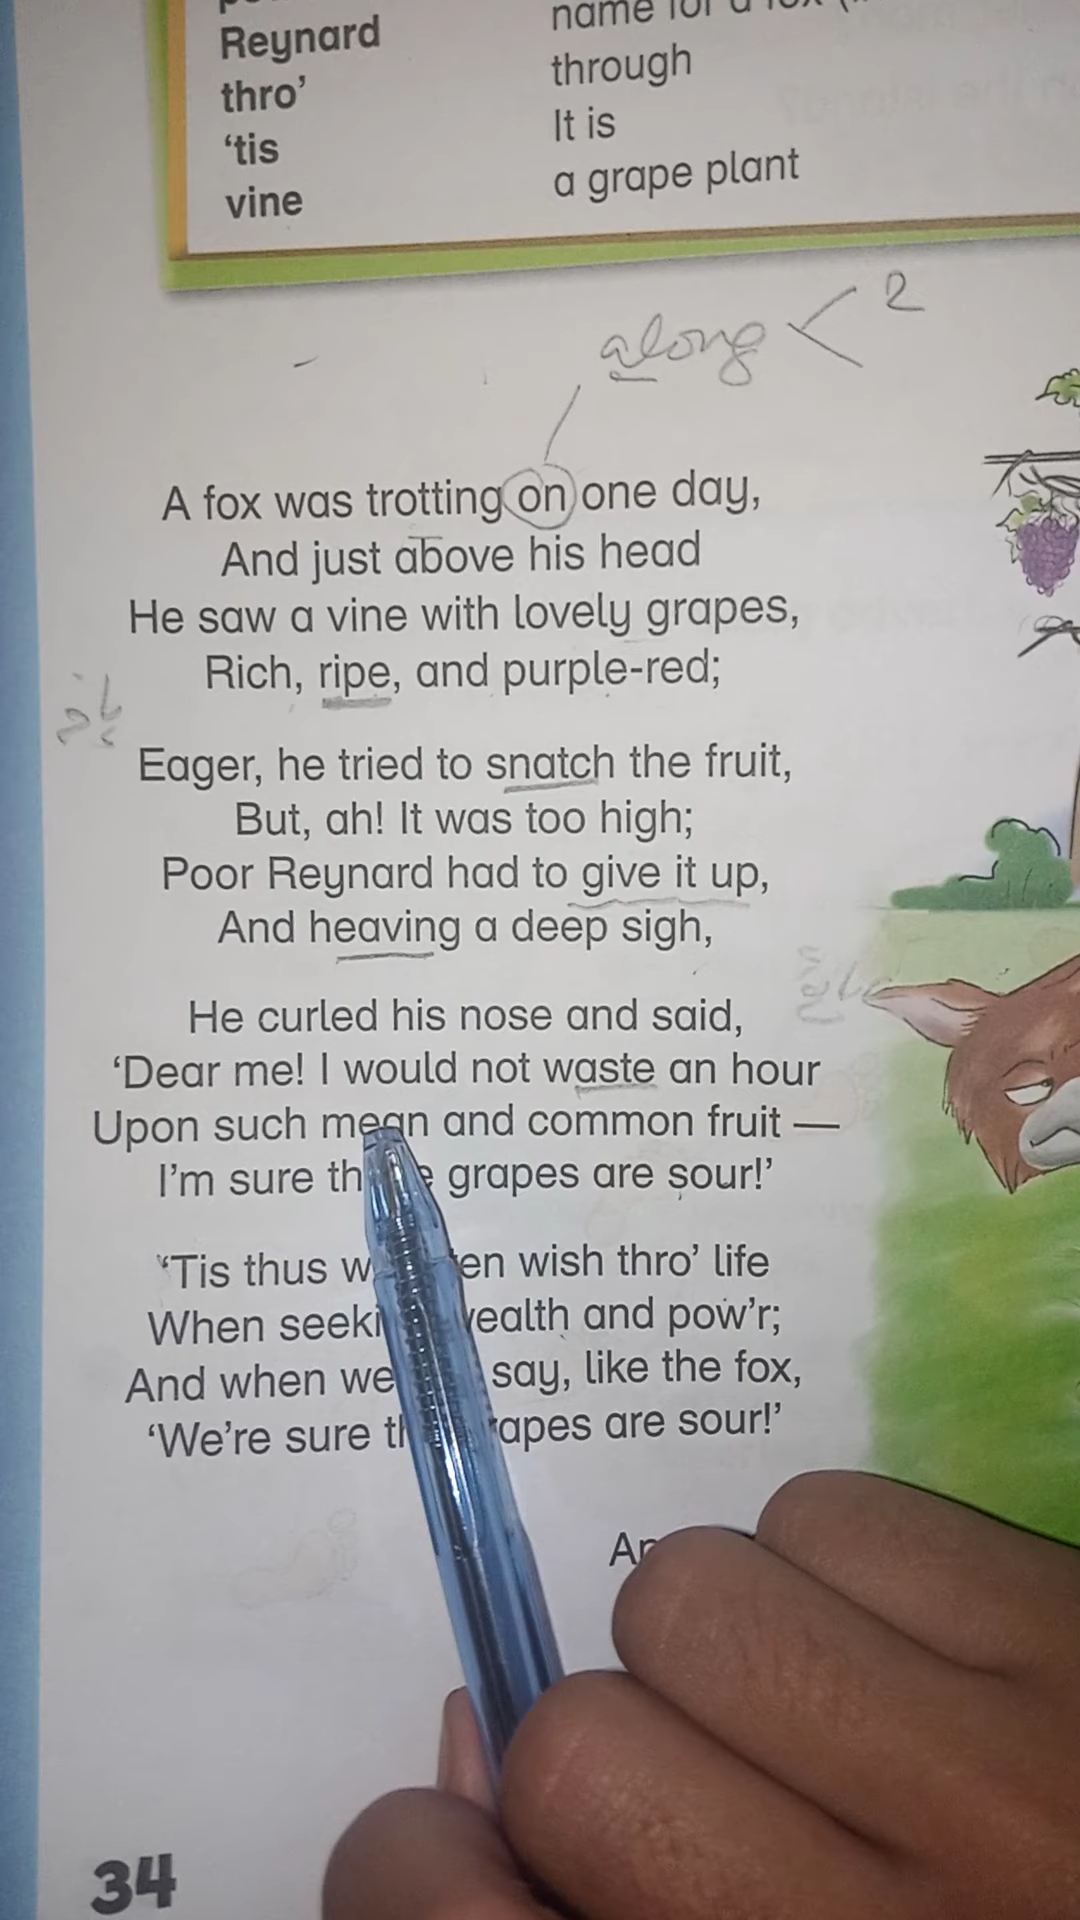 Reynard name for a fox
thro' through
'tis It is
vine a grape plant
along < 2
A fox was trotting on one day,
And just above his head
He saw a vine with lovely grapes,
Rich, ripe, and purple-red;
Eager, he tried to snatch the fruit,
But, ah! It was too high;
Poor Reynard had to give it up,
And heaving a deep sigh,
He curled his nose and said,
‘Dear me! I would not waste an hour
Upon such mean and common fruit —
I'm sure grapes are sour!’
‘Tis thus wish thro’ life
When and pow’r;
And when we say, like the fox,
‘We’re sure are sour!’
34